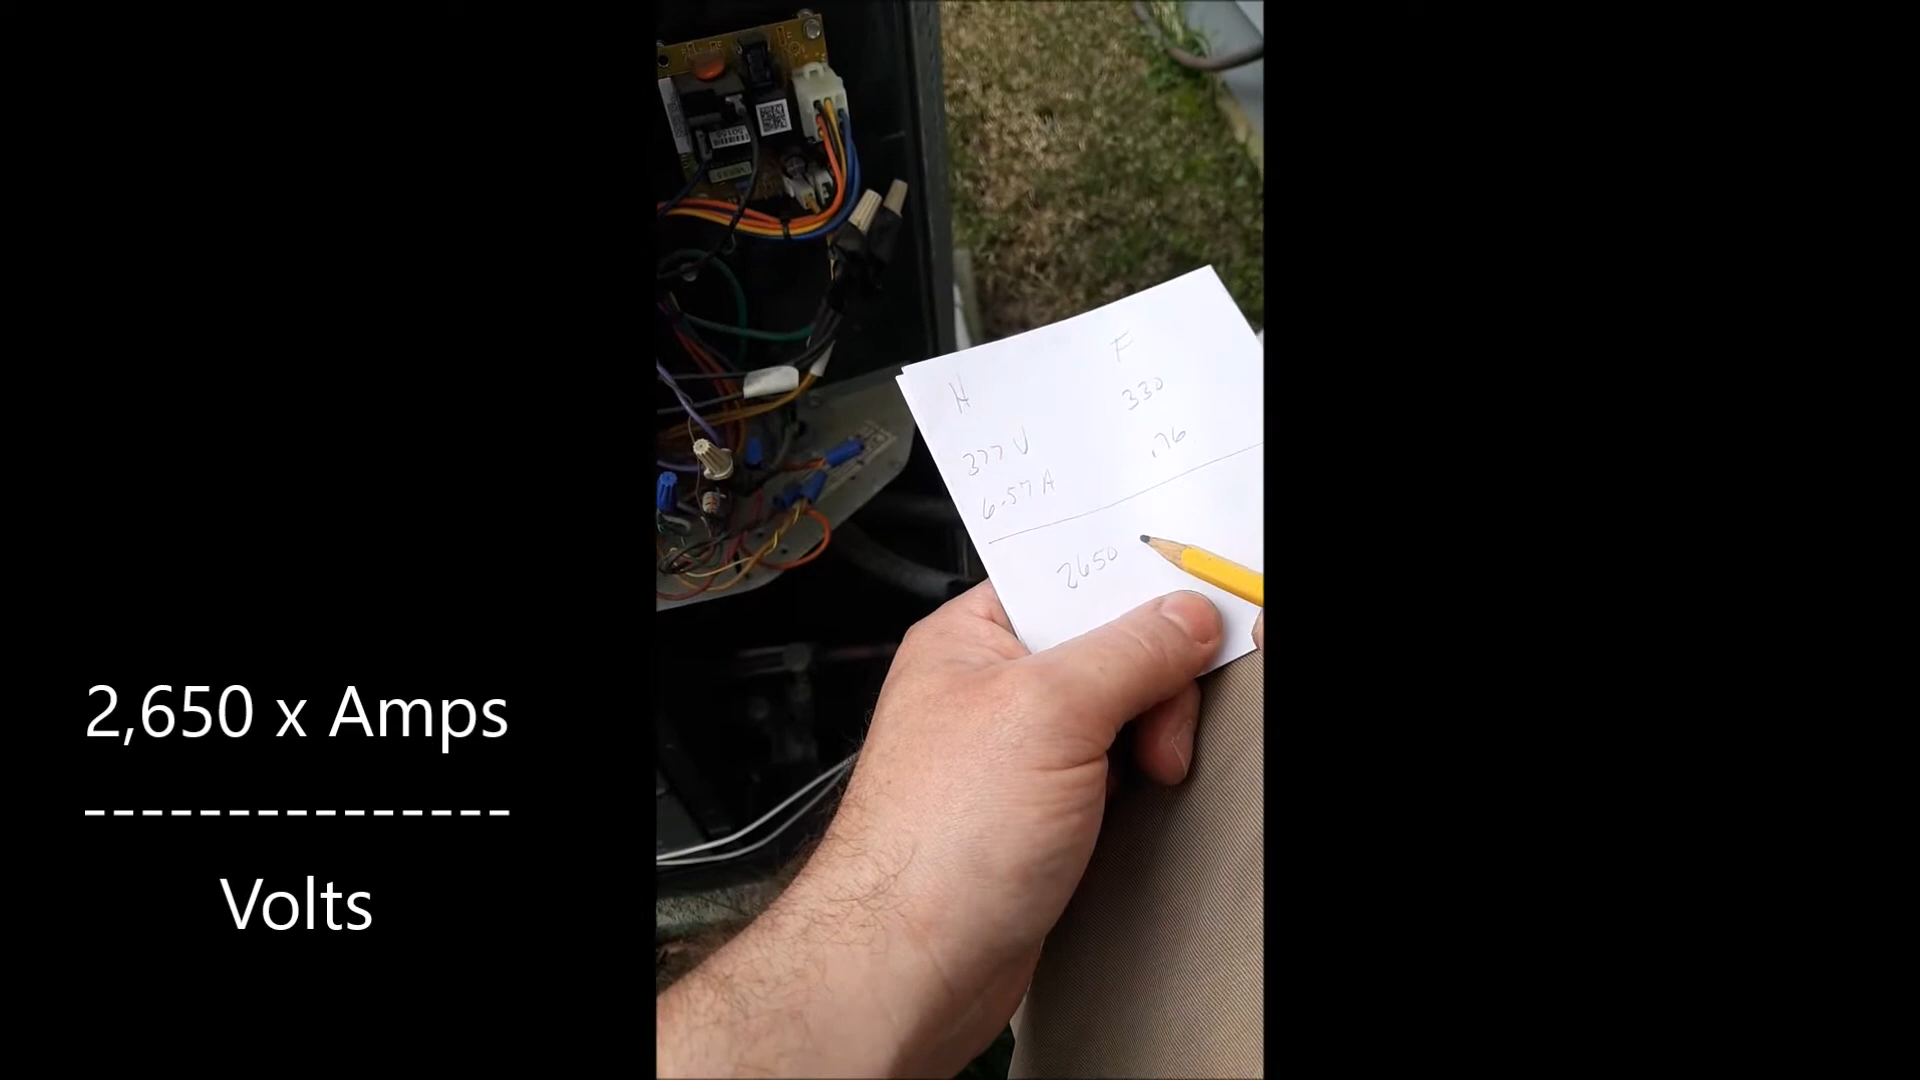 H
F
377 V
330
6.57 A
.76
2650
2,650 x Amps
---------------
Volts